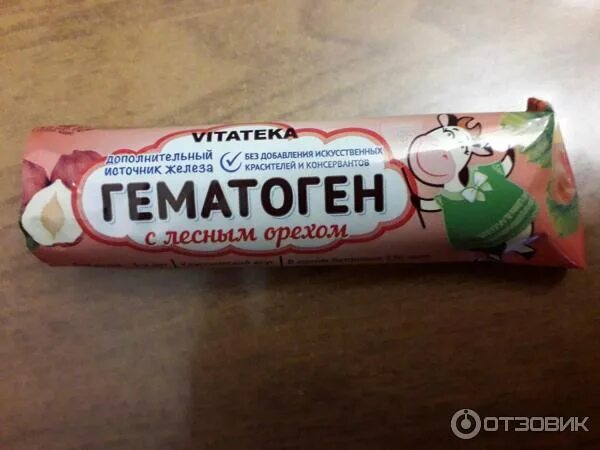 VITATEKA
ДОПОЛНИТЕЛЬНЫЙ
ИСТОЧНИК ЖЕЛЕЗА
БЕЗ ДОБАВЛЕНИЯ ИСКУССТВЕННЫХ
КРАСИТЕЛЕЙ И КОНСЕРВАНТОВ
ГЕМАТОГЕН
с лесным орехом
ОТЗОВИК